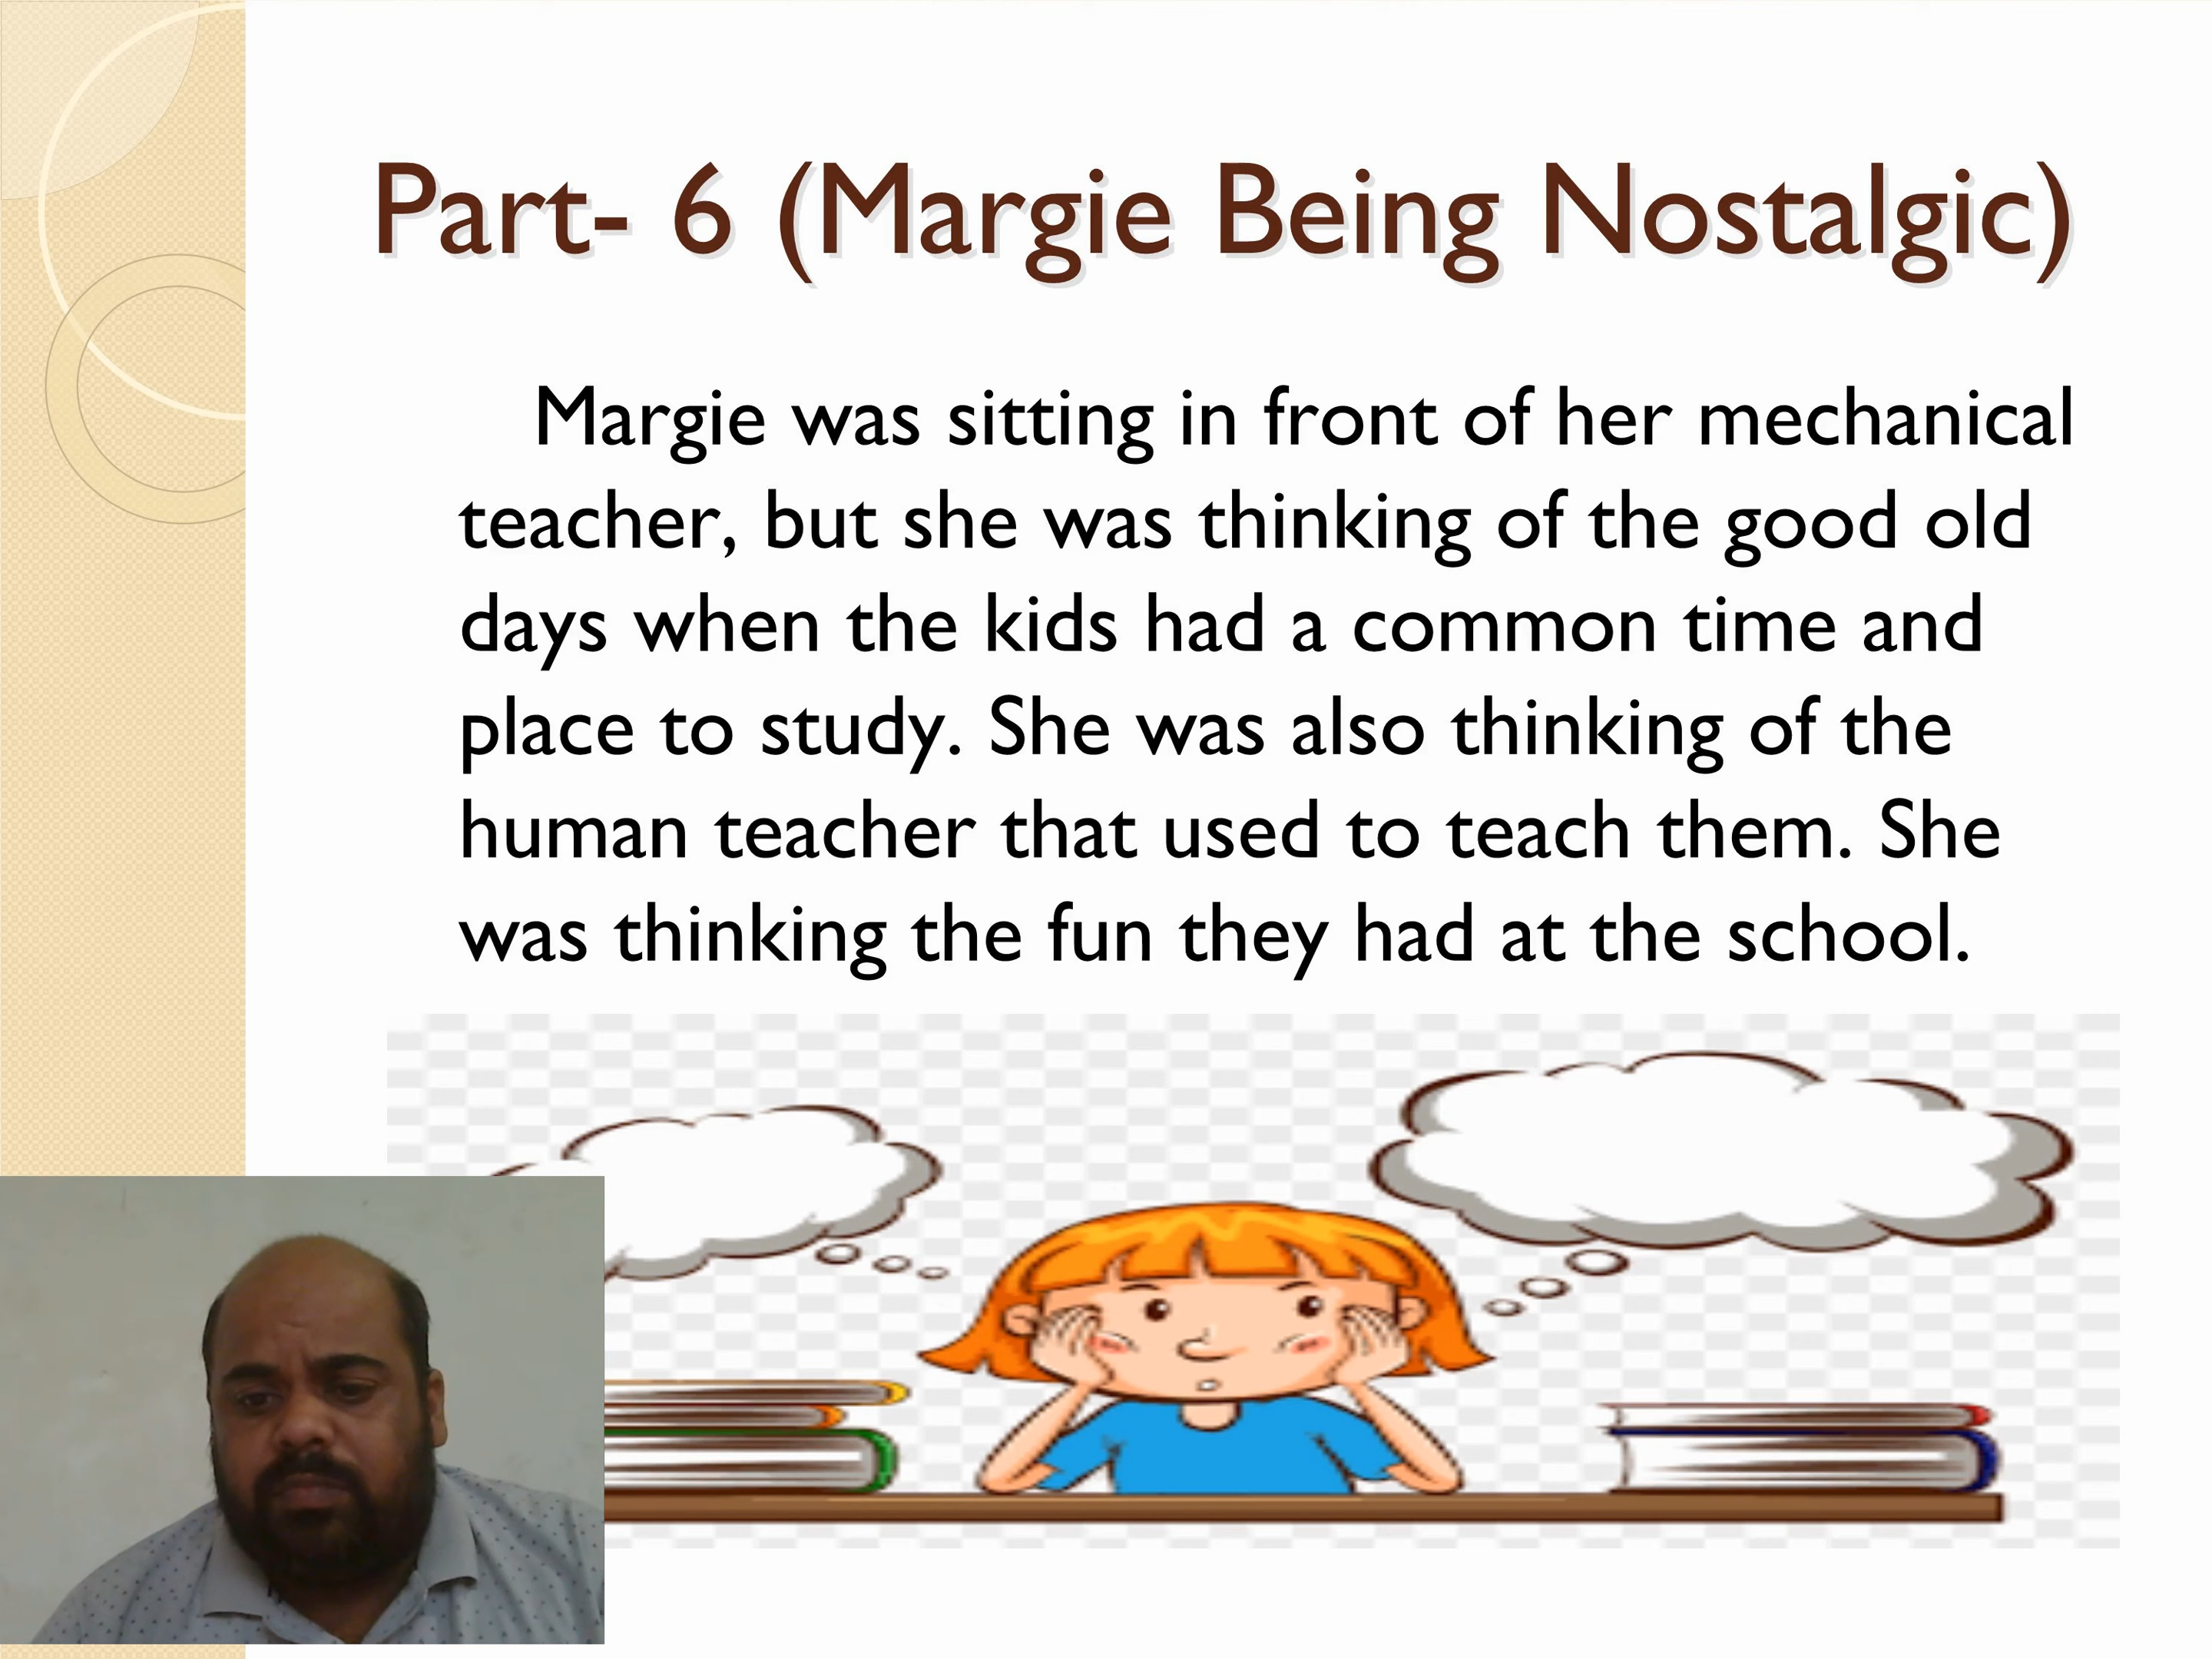 Part- 6 (Margie Being Nostalgic)
Margie was sitting in front of her mechanical
teacher, but she was thinking of the good old
days when the kids had a common time and
place to study. She was also thinking of the
human teacher that used to teach them. She
was thinking the fun they had at the school.